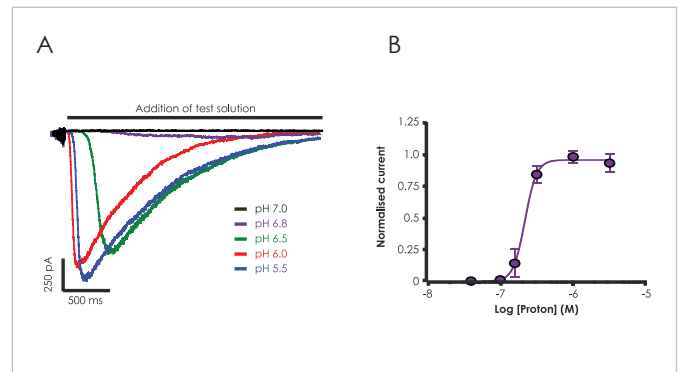 A
Addition of test solution
pH 7.0
pH 6.8
pH 6.5
pH 6.0
pH 5.5
250 pA
500 ms
B
Normalised current
1.25
1.0
0.75
0.5
0.25
0
-8
-7
-6
-5
Log [Proton] (M)